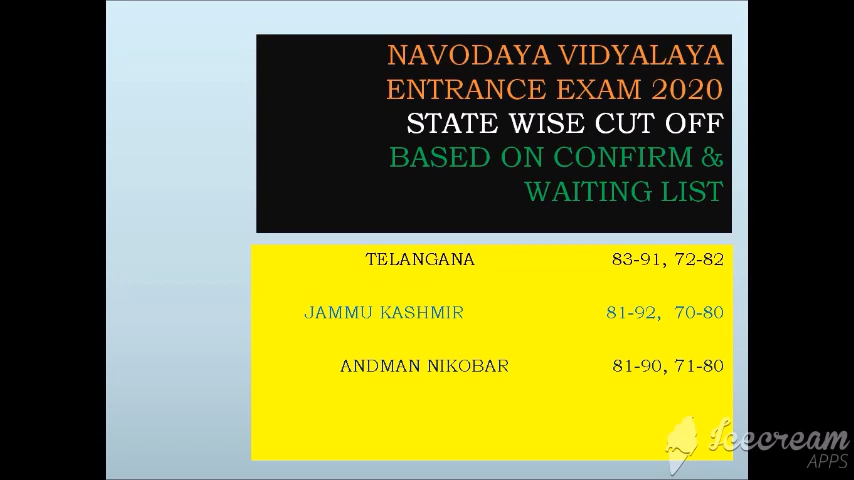 NAVODAYA VIDYALAYA
ENTRANCE EXAM 2020
STATE WISE CUT OFF
BASED ON CONFIRM &
WAITING LIST
TELANGANA 83-91, 72-82
JAMMU KASHMIR 81-92, 70-80
ANDMAN NIKOBAR 81-90, 71-80
Icecream
APPS